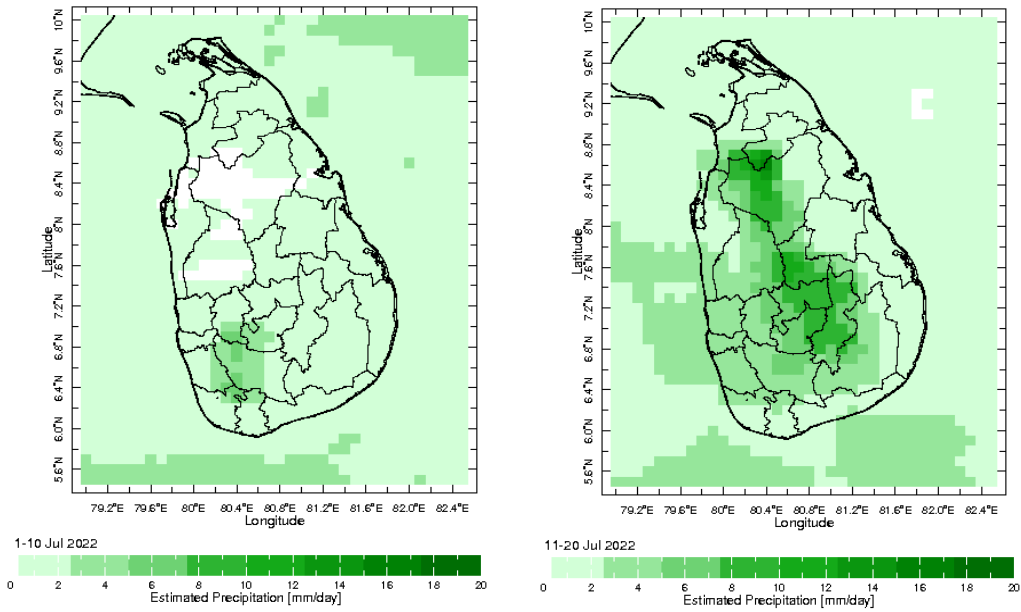 10°N
9.6°N
9.2°N
8.8°N
8.4°N
8°N
7.6°N
7.2°N
6.8°N
6.4°N
6.0°N
5.6°N
Latitude
79.2°E 79.6°E 80°E 80.4°E 80.8°E 81.2°E 81.6°E 82.0°E 82.4°E
Longitude
1-10 Jul 2022
0 2 4 6 8 10 12 14 16 18 20
Estimated Precipitation [mm/day]
10°N
9.6°N
9.2°N
8.8°N
8.4°N
8°N
7.6°N
7.2°N
6.8°N
6.4°N
6.0°N
5.6°N
Latitude
79.2°E 79.6°E 80°E 80.4°E 80.8°E 81.2°E 81.6°E 82.0°E 82.4°E
Longitude
11-20 Jul 2022
0 2 4 6 8 10 12 14 16 18 20
Estimated Precipitation [mm/day]